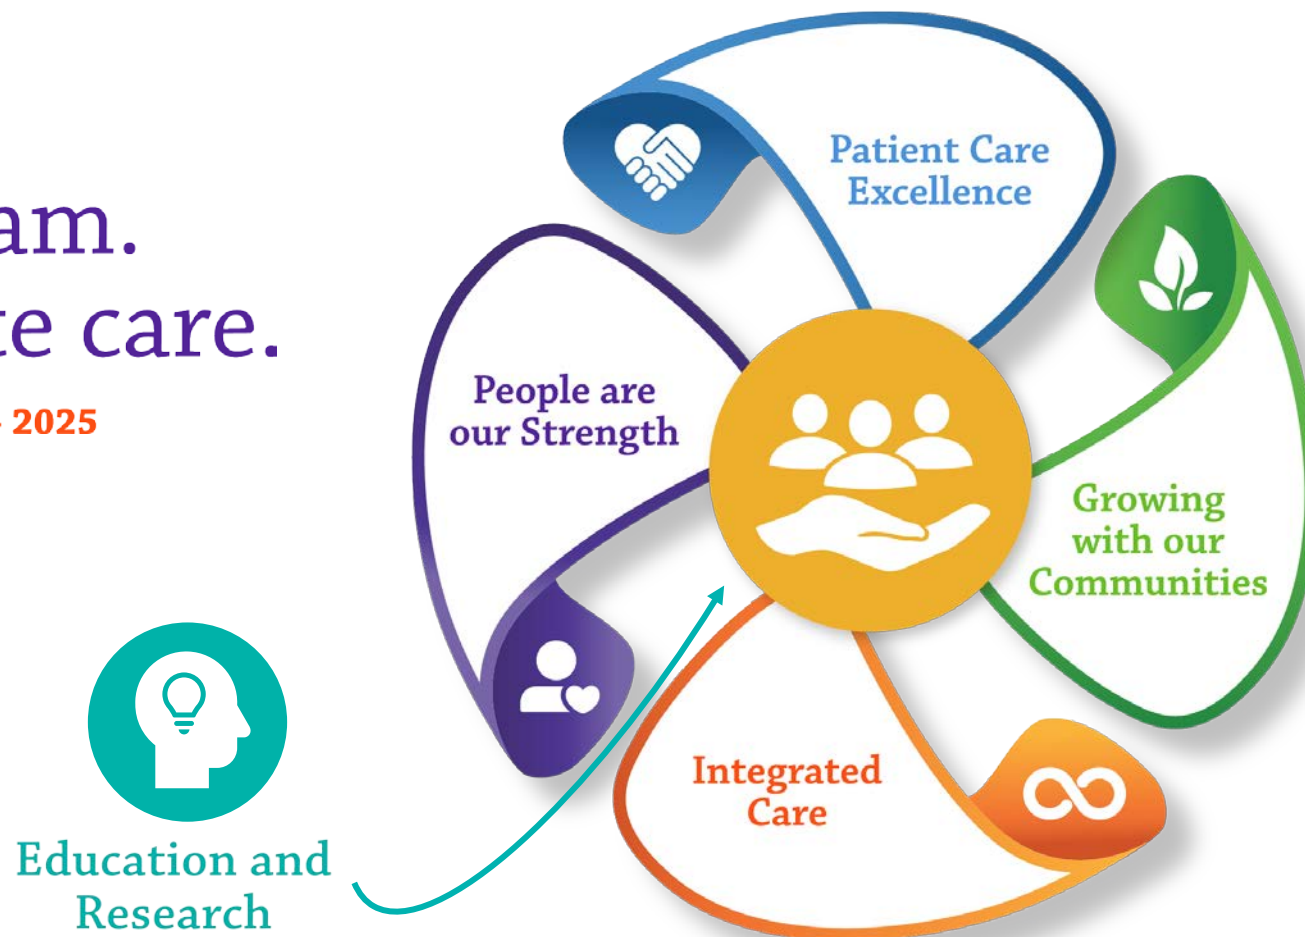 am.
te care.
2025
Patient Care
Excellence
People are
our Strength
Growing
with our
Communities
Integrated
Care
Education and
Research